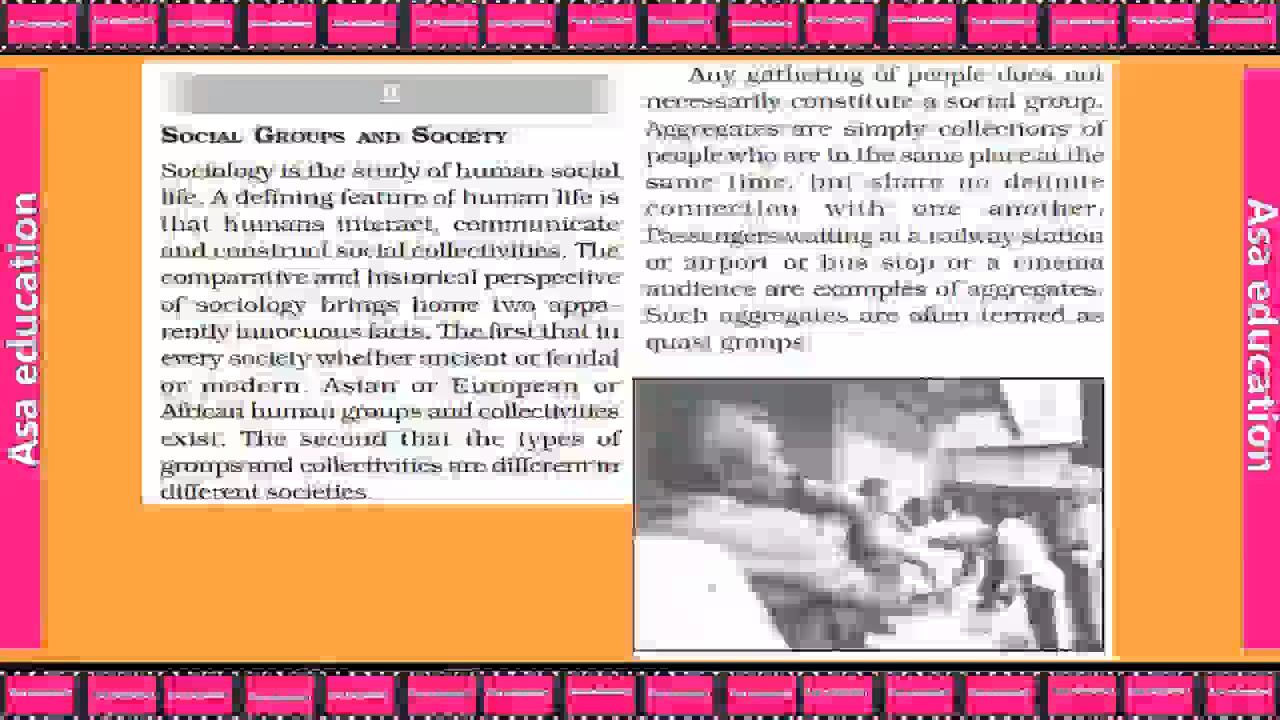 II
SOCIAL GROUPS AND SOCIETY
Sociology is the study of human social
life. A defining feature of human life is
that humans interact, communicate
and construct social collectivities. The
comparative and historical perspective
of sociology brings home two appa-
rently innocuous facts. The first that in
every society whether ancient or feudal
or modern, Asian or European or
African human groups and collectivities
exist. The second that the types of
groups and collectivities are different in
different societies.
Any gathering of people does not
necessarily constitute a social group.
Aggregates are simply collections of
people who are in the same place at the
same time, but share no definite
connection with one another.
Passengers waiting at a railway station
or airport or bus stop or a cinema
audience are examples of aggregates.
Such aggregates are often termed as
quasi groups
Asa education
Asa education